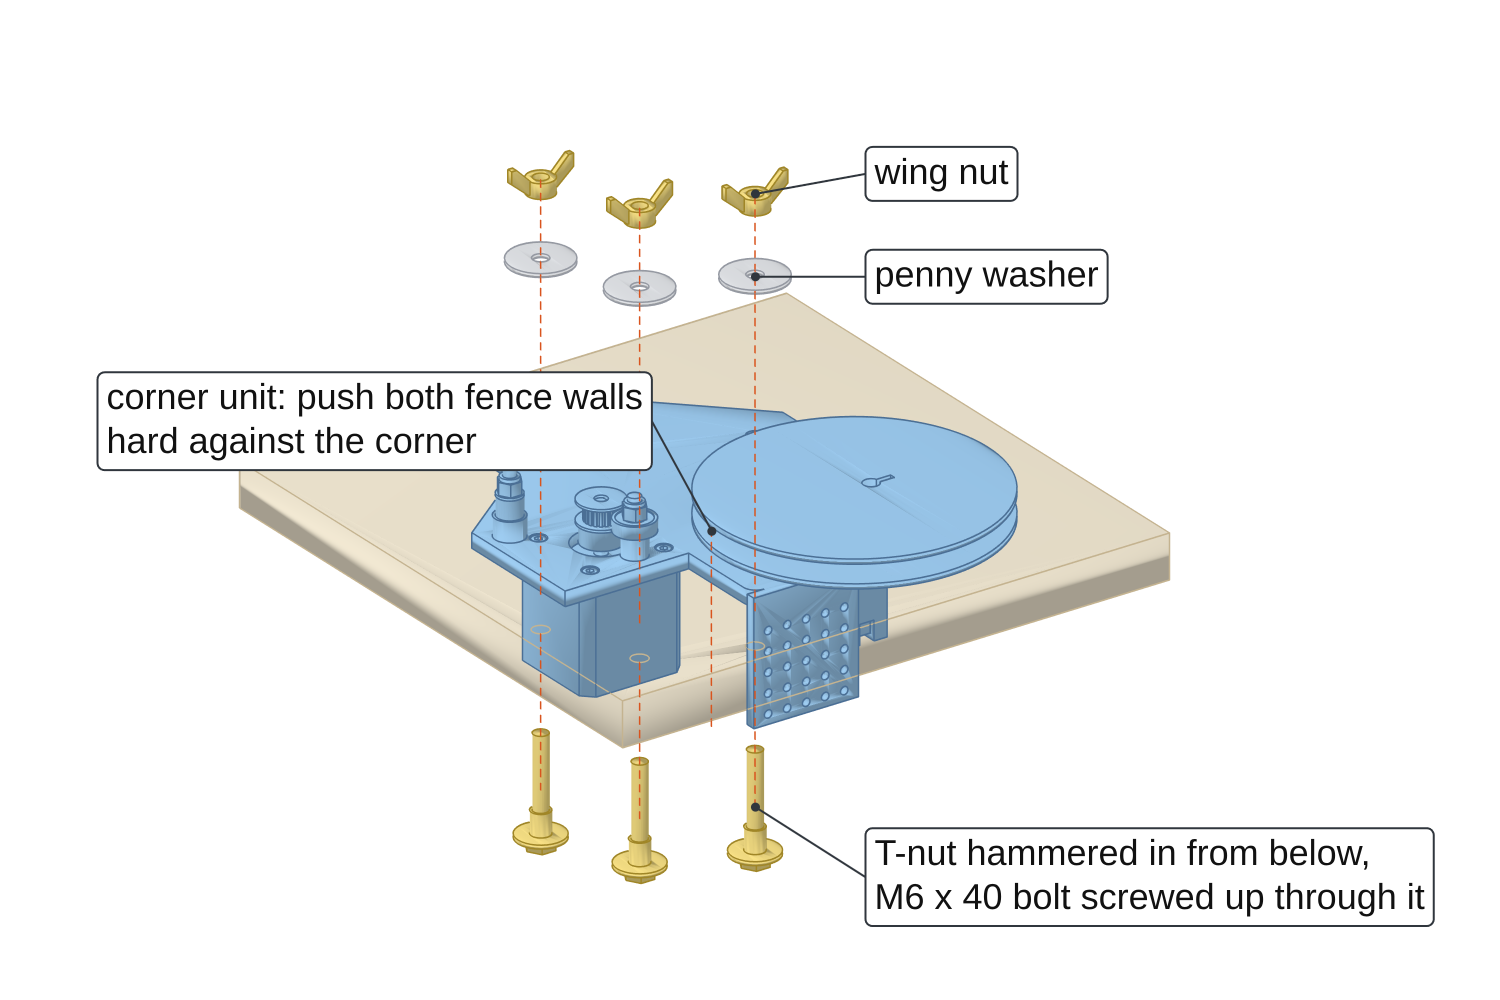 wing nut
penny washer
corner unit: push both fence walls
hard against the corner
T-nut hammered in from below,
M6 x 40 bolt screwed up through it